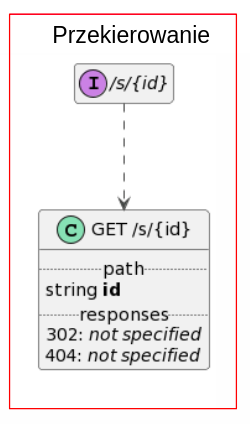 Przekierowanie
I /s/{id}
C GET /s/{id}
path
string id
responses
302: not specified
404: not specified